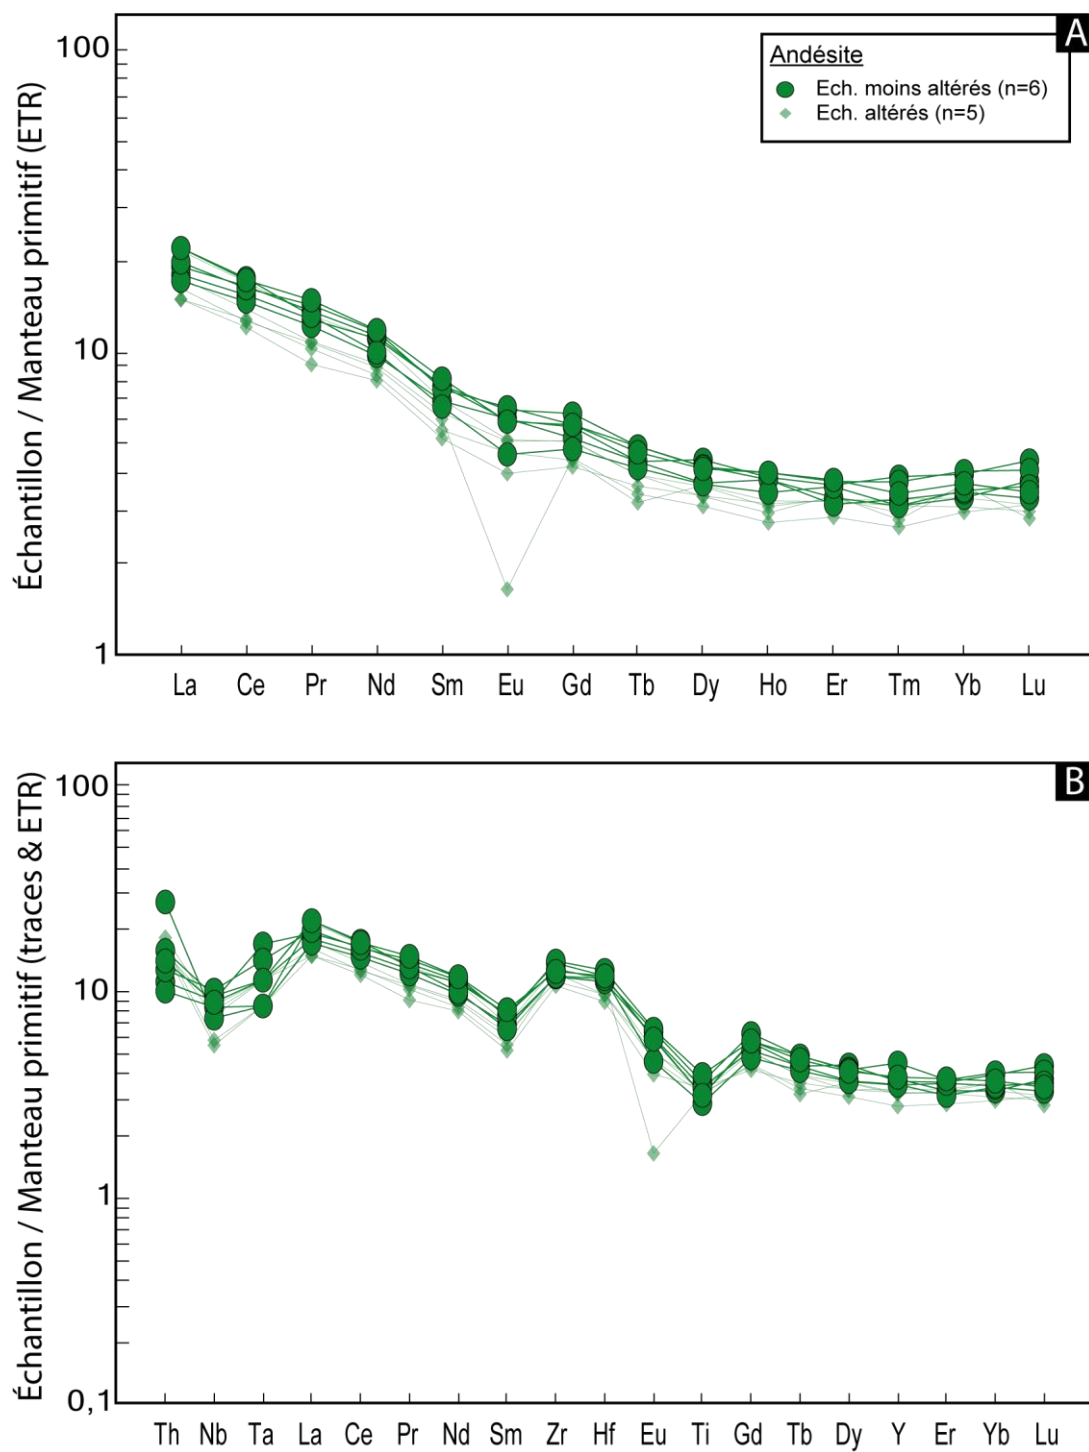 A
Échantillon / Manteau primitif (ETR)
100
10
1
Andésite
Ech. moins altérés (n=6)
Ech. altérés (n=5)
La Ce Pr Nd Sm Eu Gd Tb Dy Ho Er Tm Yb Lu
B
Échantillon / Manteau primitif (traces & ETR)
100
10
1
0,1
Th Nb Ta La Ce Pr Nd Sm Zr Hf Eu Ti Gd Tb Dy Y Er Yb Lu